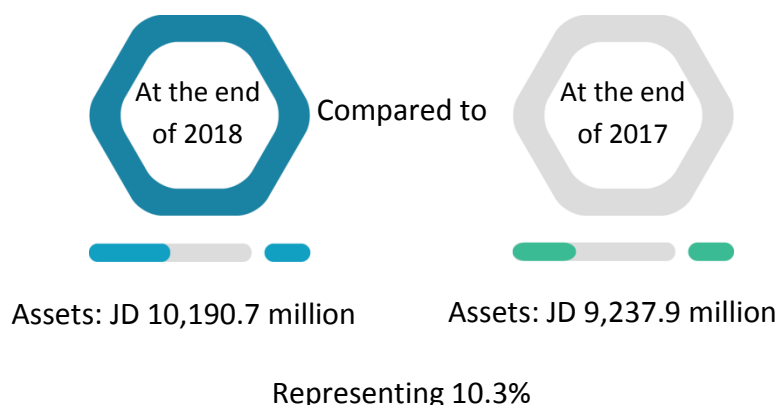 At the end
of 2018
Compared to
At the end
of 2017
Assets: JD 10,190.7 million
Assets: JD 9,237.9 million
Representing 10.3%